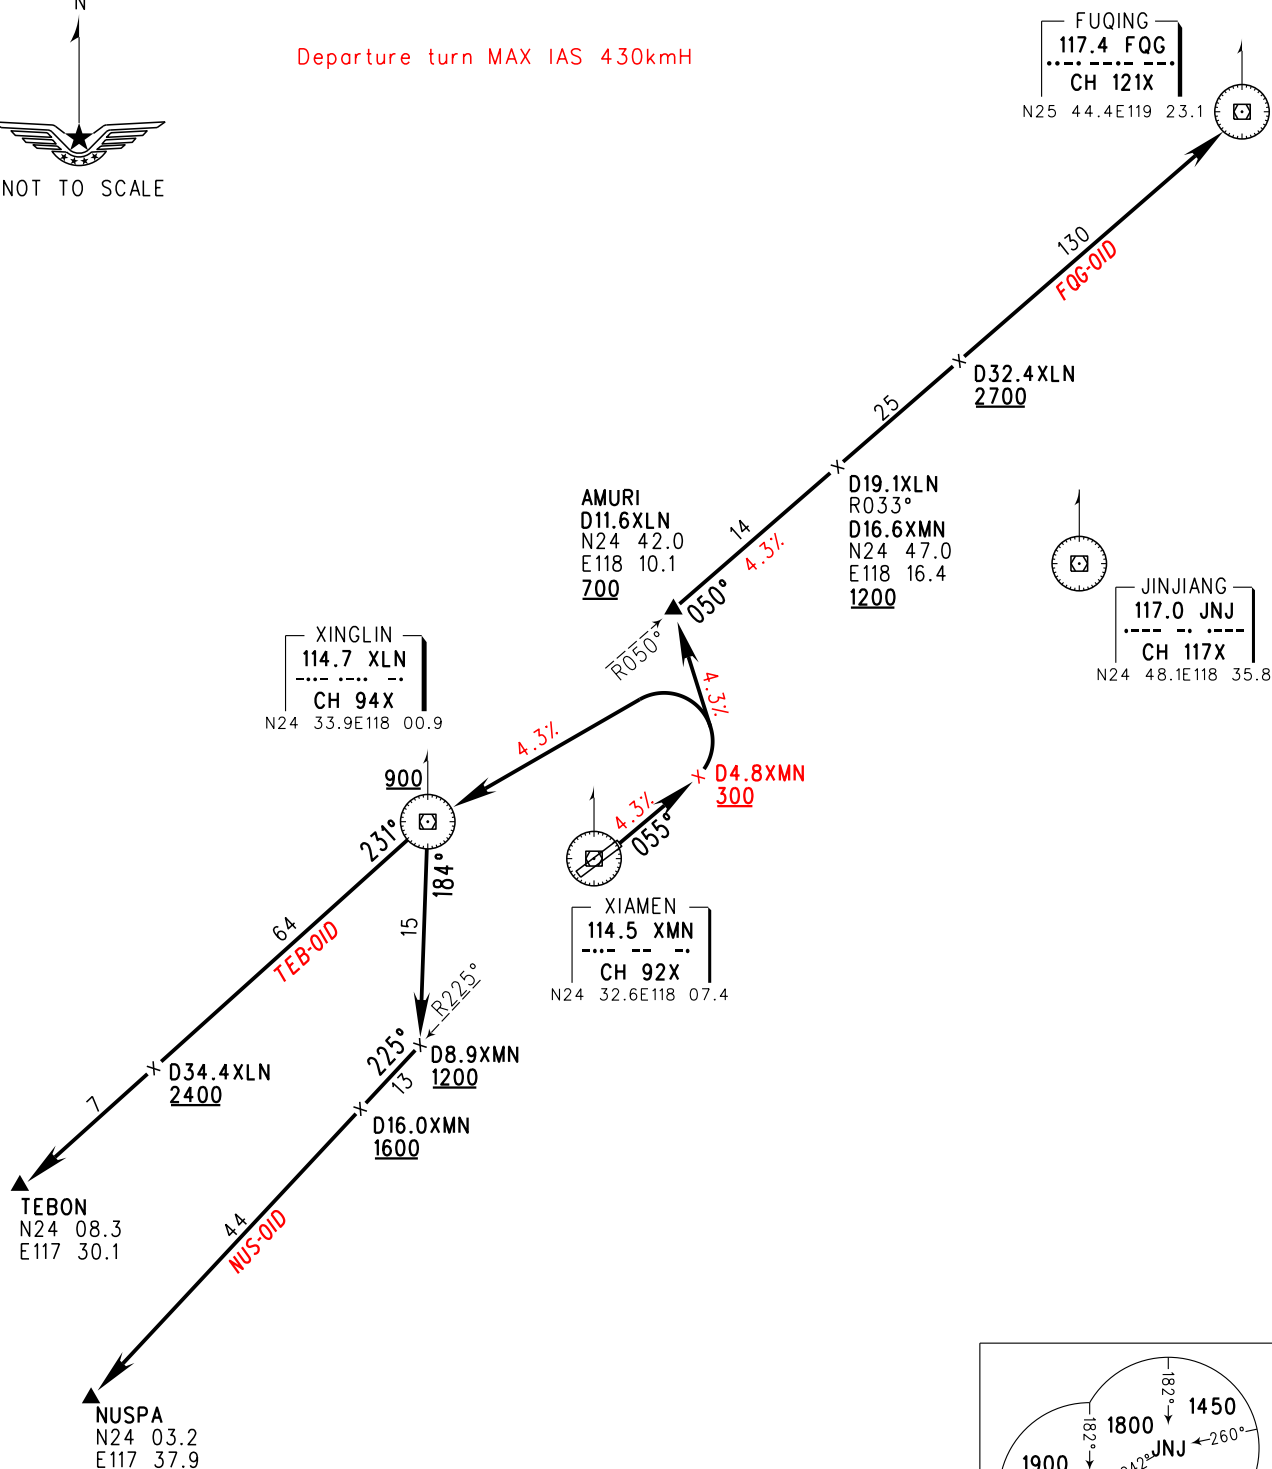 N
NOT TO SCALE
Departure turn MAX IAS 430kmH
FUQING
117.4 FQG
CH 121X
N25 44.4E119 23.1
130
FQG-01D
D32.4XLN
2700
25
AMURI
D11.6XLN
N24 42.0
E118 10.1
700
14
4.3%
D19.1XLN
R033°
D16.6XMN
N24 47.0
E118 16.4
1200
JINJIANG
117.0 JNJ
CH 117X
N24 48.1E118 35.8
050°
R050°
4.3%
XINGLIN
114.7 XLN
CH 94X
N24 33.9E118 00.9
4.3%
900
D4.8XMN
300
4.3%
055°
231°
184°
XIAMEN
114.5 XMN
CH 92X
N24 32.6E118 07.4
64
TEB-01D
15
R225°
225°
D8.9XMN
1200
13
D34.4XLN
2400
7
D16.0XMN
1600
TEBON
N24 08.3
E117 30.1
44
NUS-01D
NUSPA
N24 03.2
E117 37.9
182°
1450
182°
1800
JNJ
260°
1900